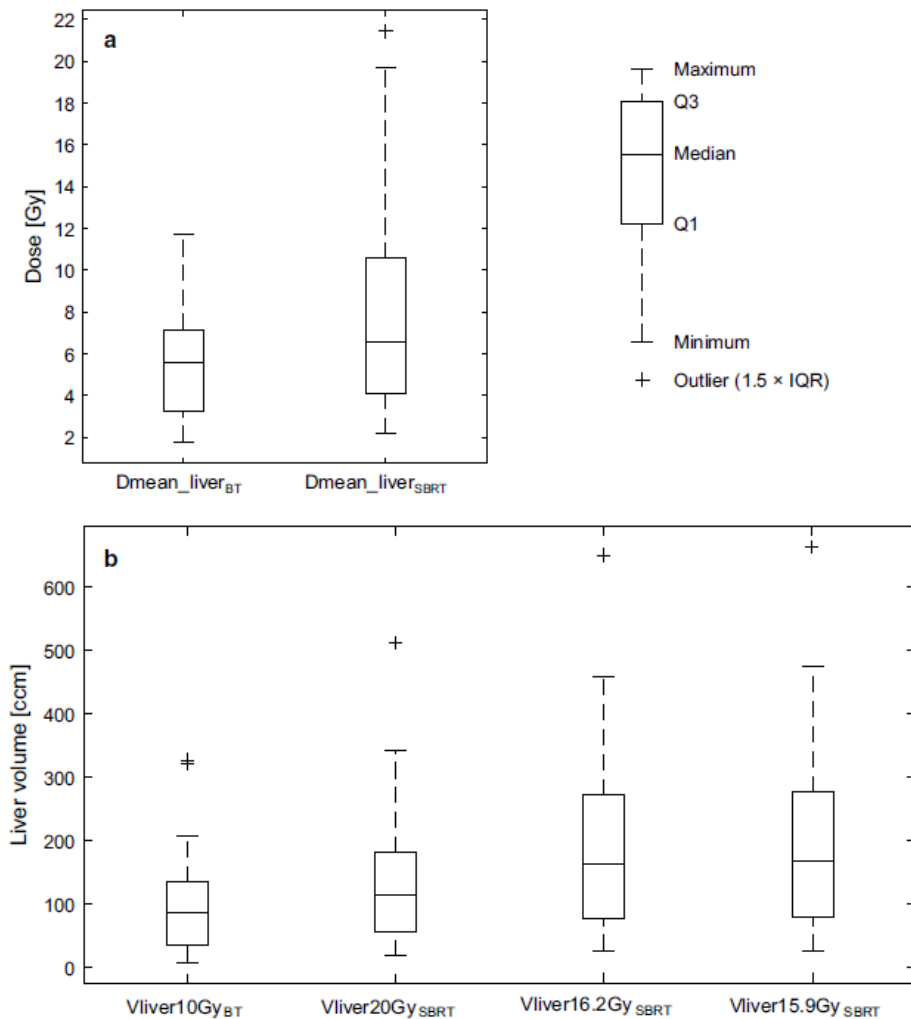 a
22
20
18
16
14
12
10
8
6
4
2
Dose [Gy]
Dmean_liverBT
Dmean_liverSBRT
Maximum
Q3
Median
Q1
Minimum
Outlier (1.5 × IQR)
b
600
500
400
300
200
100
0
Liver volume [ccm]
Vliver10GyBT
Vliver20GySBRT
Vliver16.2GySBRT
Vliver15.9GySBRT